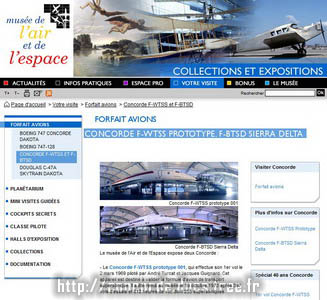 musée de
l'air et de
l'espace
COLLECTIONS ET EXPOSITIONS
ACTUALITÉS
INFOS PRATIQUES
ESPACE PRO
VOTRE VISITE
BONUS
LE MUSÉE
Rechercher
OK
Page d'accueil > Votre visite > Forfait avions > Concorde F-WTSS et F-BTSD
FORFAIT AVIONS
FORFAIT AVIONS
CONCORDE F-WTSS PROTOTYPE, F-BTSD SIERRA DELTA
BOEING 747 CONCORDE
DAKOTA
BOEING 747-128
CONCORDE F-WTSS ET F-
BTSD
DOUGLAS C-47A
SKYTRAIN DAKOTA
PLANÉTARIUM
MINI VISITES GUIDÉES
COCKPITS SECRETS
CLASSE PILOTE
HALLS D'EXPOSITION
COLLECTIONS
DOCUMENTATION
Concorde F-WTSS prototype 001
Concorde F-BTSD Sierra Delta
Le musée de l'Air et de l'Espace expose deux Concorde :
- Le Concorde F-WTSS prototype 001, qui effectue son 1er vol le
2 mars 1969 piloté par André Turcat et Jacques Guignard. Cet
Visiter Concorde
Forfait avions
Plus d'infos sur Concorde
Concorde F-WTSS Prototype
Concorde F-BTSD Sierra Delta
Spécial 40 ans Concorde
1er vol Concorde F-WTSS